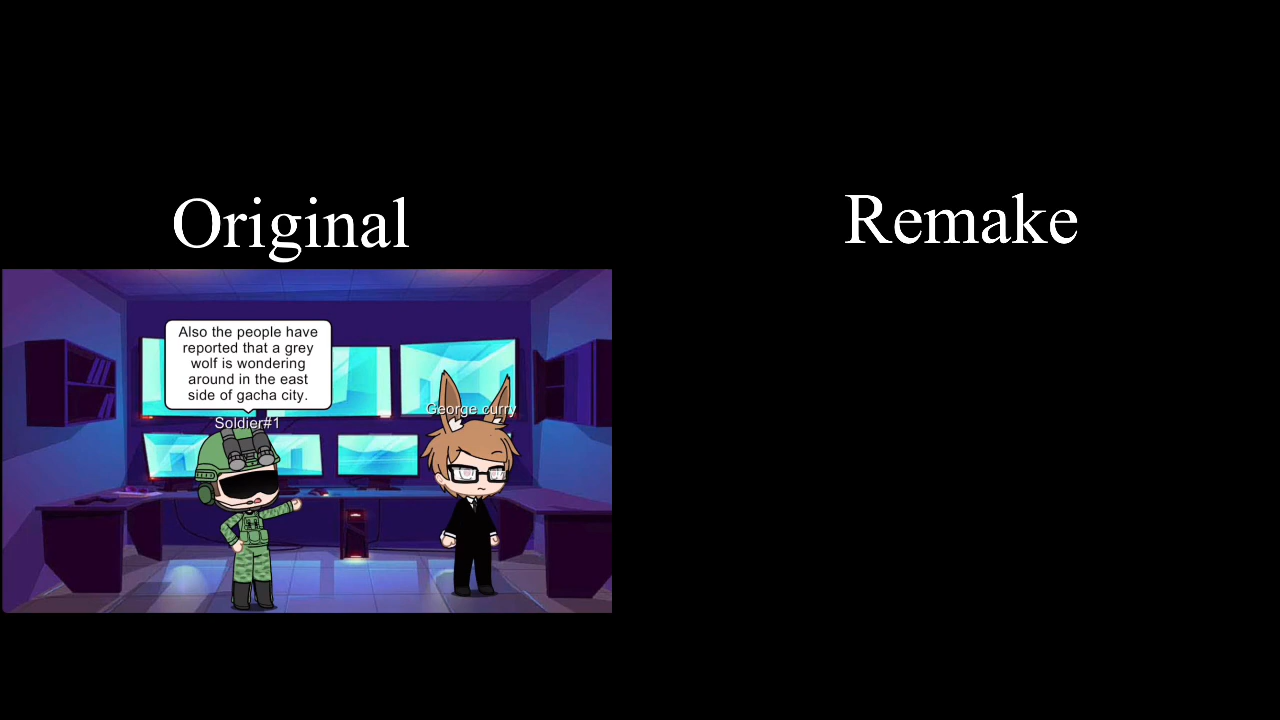 Original
Remake
Also the people have
reported that a grey
wolf is wondering
around in the east
side of gacha city.
George curry
Soldier#1